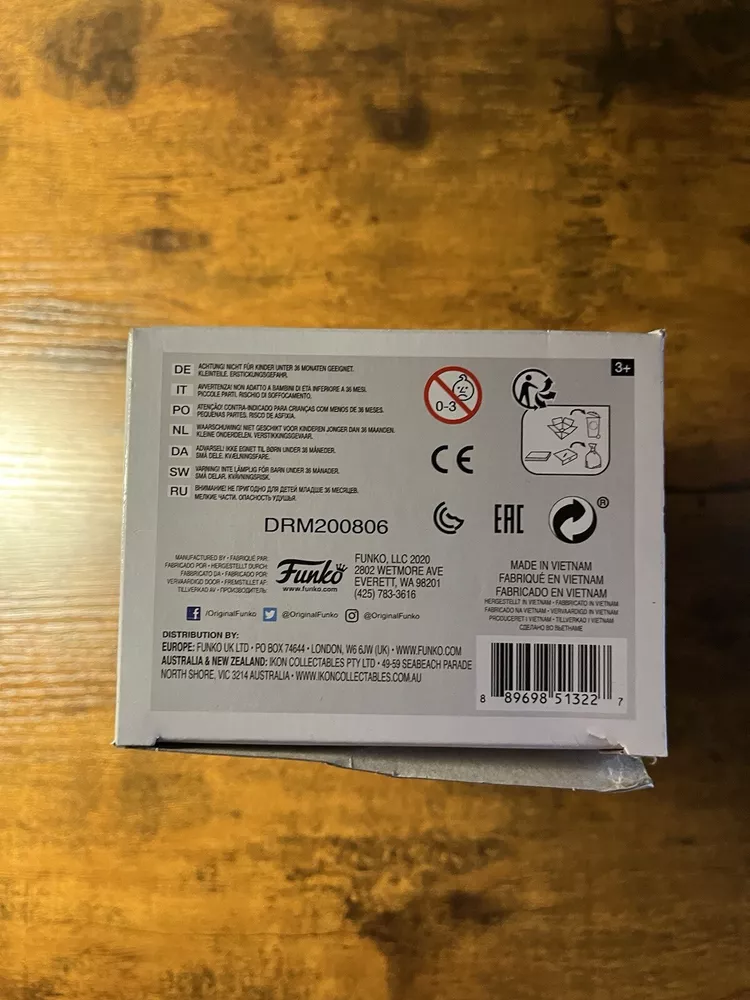 3+
DE ACHTUNG! NICHT FÜR KINDER UNTER 36 MONATEN GEEIGNET.
KLEINTEILE. ERSTICKUNGSGEFAHR.
IT AVVERTENZA! NON ADATTO A BAMBINI DI ETÀ INFERIORE A 36 MESI.
PICCOLE PARTI. RISCHIO DI SOFFOCAMENTO.
PO ATENÇÃO! CONTRA-INDICADO PARA CRIANÇAS COM MENOS DE 36 MESES.
PEQUENAS PARTES. RISCO DE ASFIXIA.
NL WAARSCHUWING! NIET GESCHIKT VOOR KINDEREN JONGER DAN 36 MAANDEN.
KLEINE ONDERDELEN. VERSTIKKINGSGEVAAR.
DA ADVARSEL! IKKE EGNET TIL BØRN UNDER 36 MÅNEDER.
SMÅ DELE. KVÆLNINGSFARE.
SW VARNING! INTE LÄMPLIG FÖR BARN UNDER 36 MÅNADER.
SMÅ DELAR. KVÄVNINGSRISK.
RU ВНИМАНИЕ! НЕ ПРИГОДНО ДЛЯ ДЕТЕЙ МЛАДШЕ 36 МЕСЯЦЕВ.
МЕЛКИЕ ЧАСТИ. ОПАСНОСТЬ УДУШЬЯ.
0-3
CE
EAC
®
DRM200806
MANUFACTURED BY • FABRIQUÉ PAR:
FABRICADO POR • HERGESTELLT DURCH:
FABBRICATO DA • FABRICADO POR:
VERVAARDIGD DOOR • FREMSTILLET AF:
TILLVERKAD AV • ПРОИЗВОДИТЕЛЬ:
Funko
www.funko.com
FUNKO, LLC 2020
2802 WETMORE AVE
EVERETT, WA 98201
(425) 783-3616
/OriginalFunko @OriginalFunko @OriginalFunko
MADE IN VIETNAM
FABRIQUÉ EN VIETNAM
FABRICADO EN VIETNAM
HERGESTELLT IN VIETNAM • FABBRICATO IN VIETNAM
FABRICADO NA VIETNAM • VERVAARDIGD IN VIETNAM
PRODUCERET I VIETNAM • TILLVERKAD I VIETNAM
СДЕЛАНО ВО ВЬЕТНАМЕ
DISTRIBUTION BY:
EUROPE: FUNKO UK LTD • PO BOX 74644 • LONDON, W6 6JW (UK) • WWW.FUNKO.COM
AUSTRALIA & NEW ZEALAND: IKON COLLECTABLES PTY LTD • 49-59 SEABEACH PARADE
NORTH SHORE, VIC 3214 AUSTRALIA • WWW.IKONCOLLECTABLES.COM.AU
8 89698 51322 7